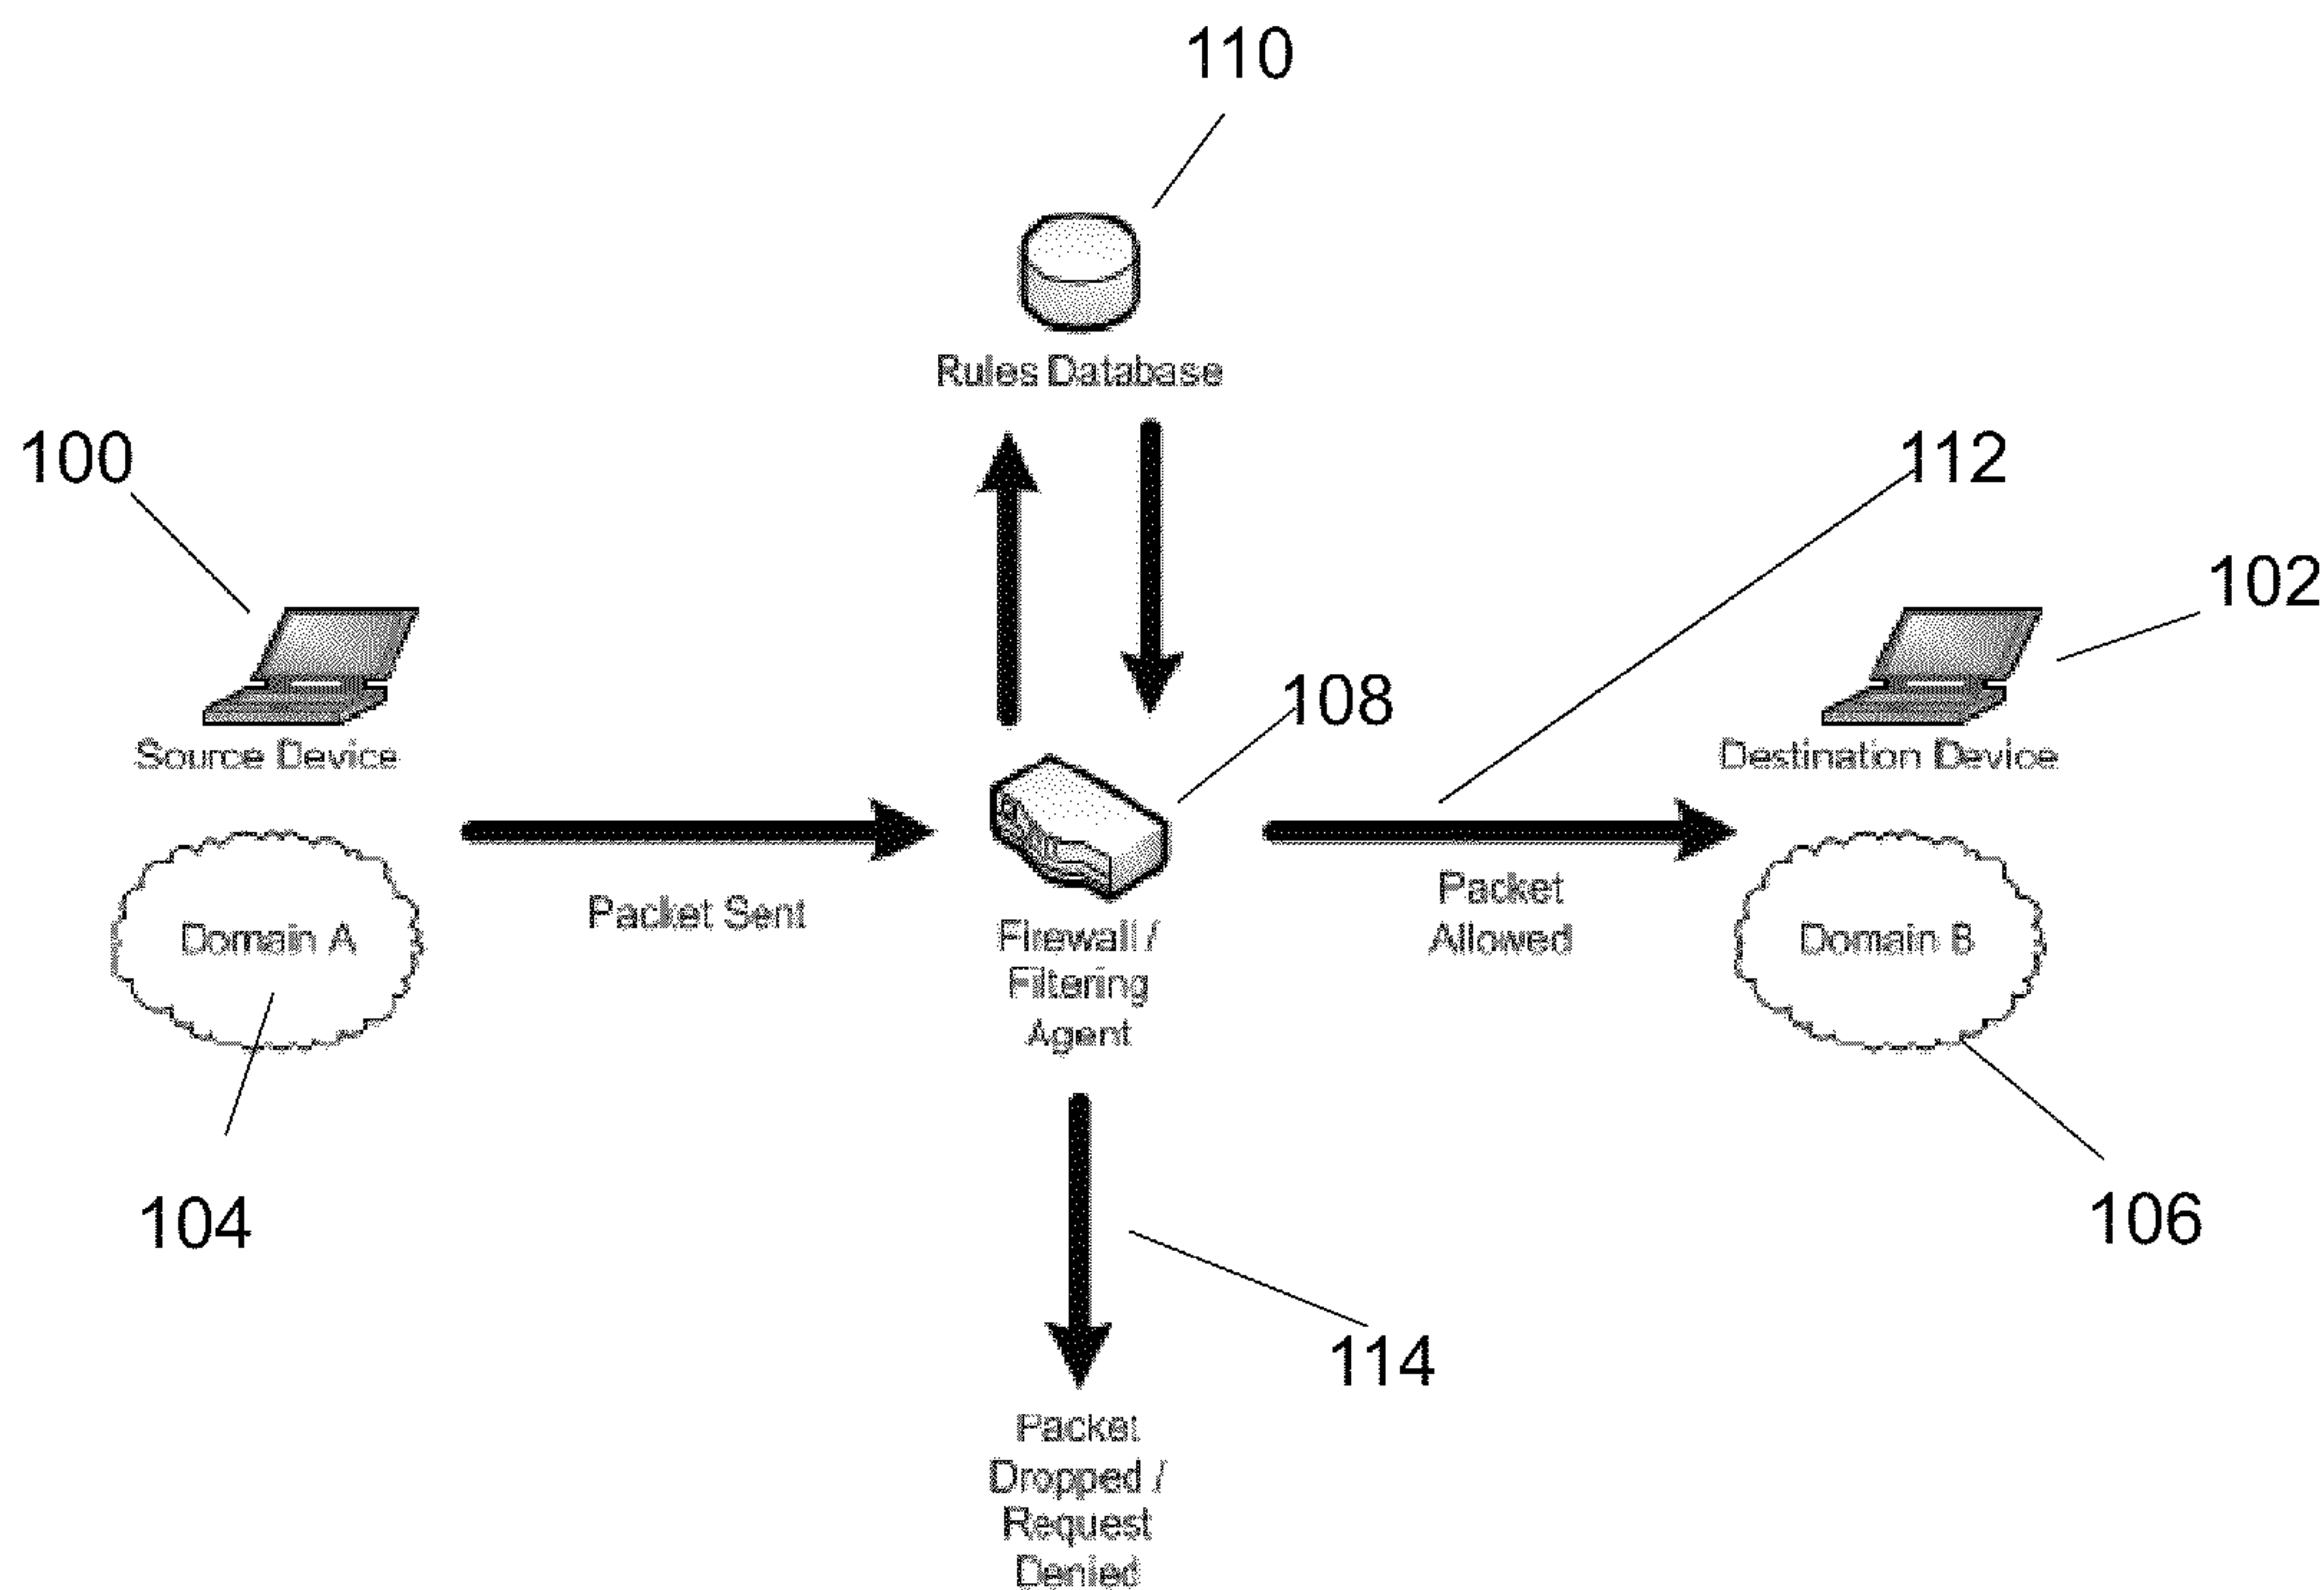 110
Rules Database
100
112
102
108
Source Device
Destination Device
Packet Sent
Packet
Allowed
Domain A
Firewall /
Filtering
Agent
Domain B
104
106
114
Packet
Dropped /
Request
Denied